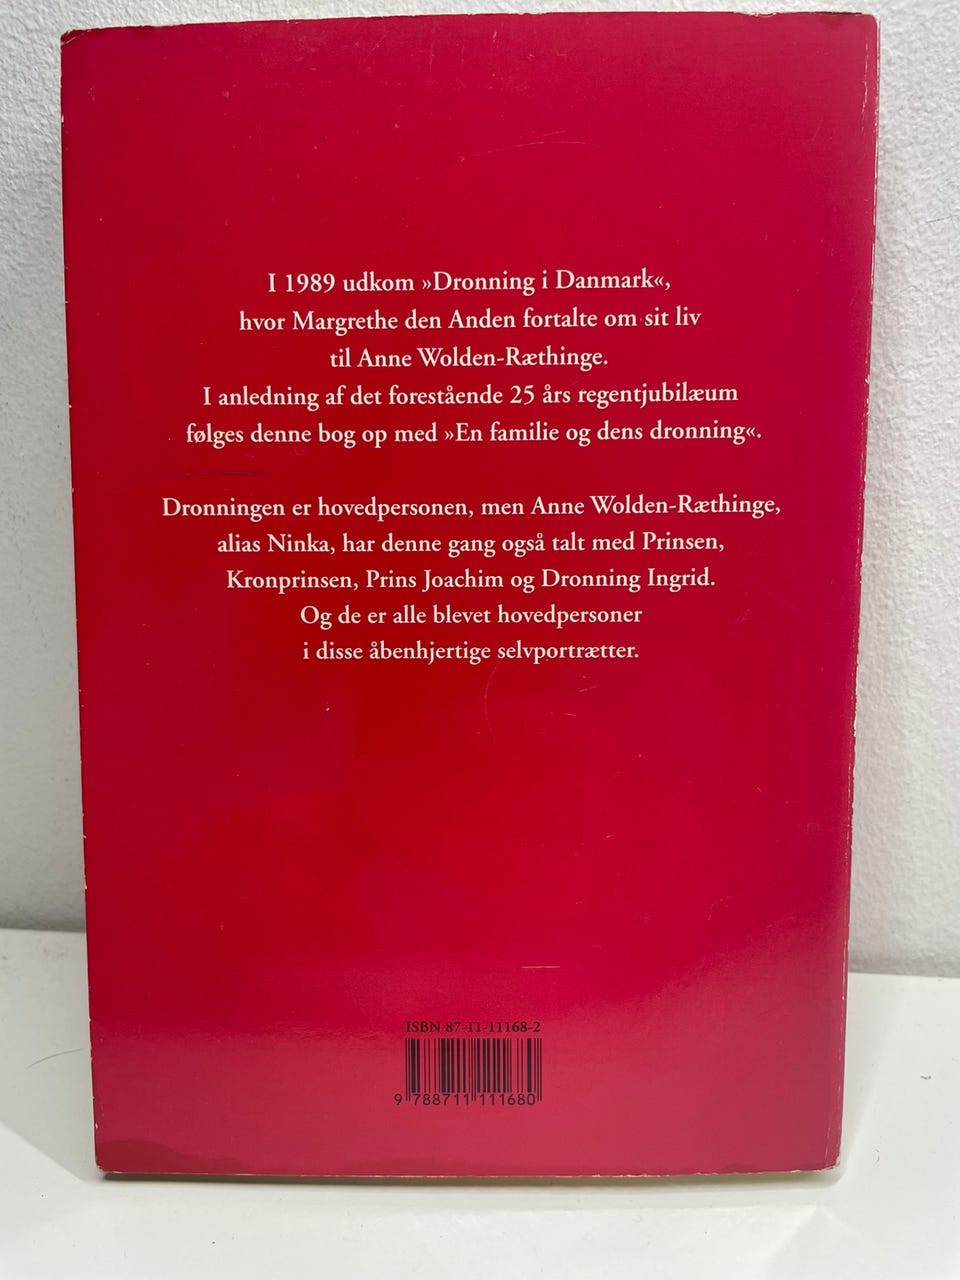 I 1989 udkom »Dronning i Danmark«,
hvor Margrethe den Anden fortalte om sit liv
til Anne Wolden-Ræthinge.
I anledning af det forestående 25 års regentjubilæum
følges denne bog op med »En familie og dens dronning«.
Dronningen er hovedpersonen, men Anne Wolden-Ræthinge,
alias Ninka, har denne gang også talt med Prinsen,
Kronprinsen, Prins Joachim og Dronning Ingrid.
Og de er alle blevet hovedpersoner
i disse åbenhjertige selvportrætter.
ISBN 87-11-11168-2
9 788711 111680